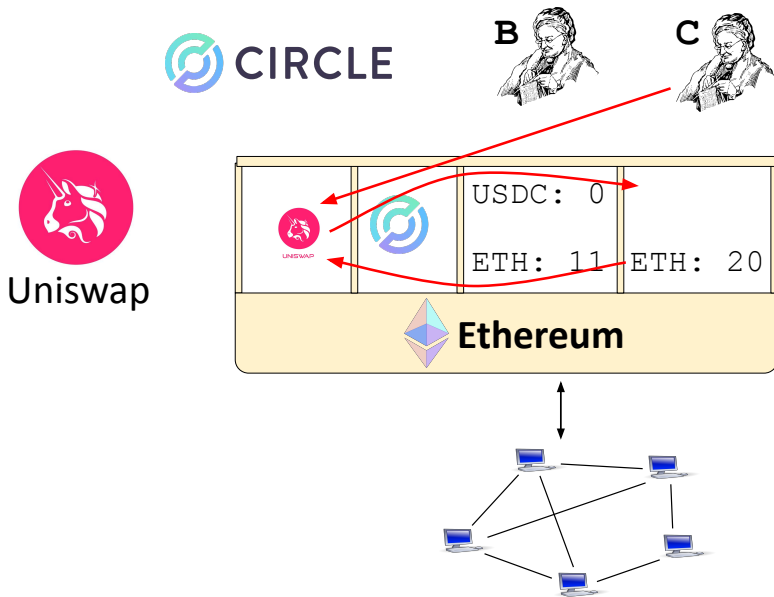 CIRCLE
B
C
Uniswap
UNISWAP
USDC: 0
ETH: 11
ETH: 20
Ethereum